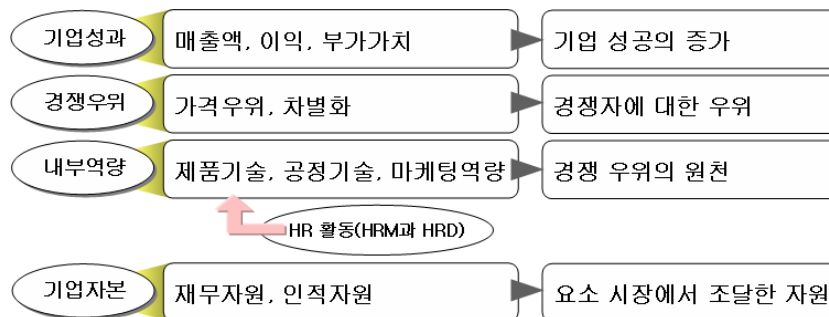 기업성과 매출액, 이익, 부가가치 기업 성공의 증가
경쟁우위 가격우위, 차별화 경쟁자에 대한 우위
내부역량 제품기술, 공정기술, 마케팅역량 경쟁 우위의 원천
HR 활동(HRM과 HRD)
기업자본 재무자원, 인적자원 요소 시장에서 조달한 자원